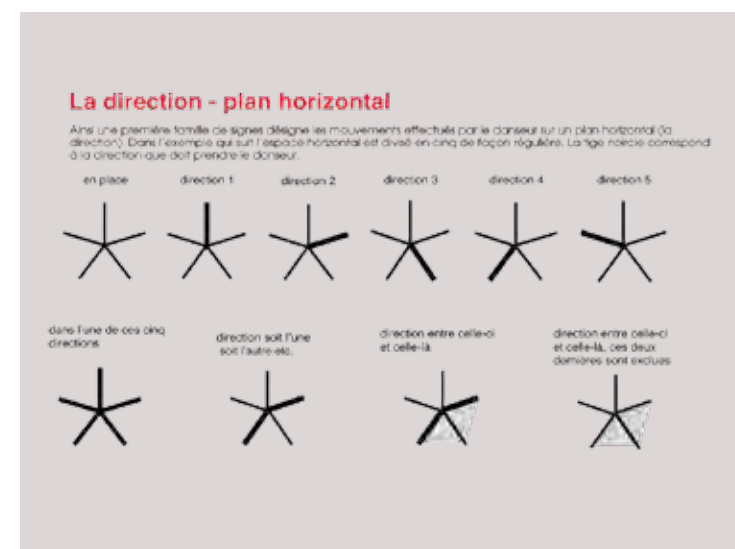 La direction - plan horizontal
Ainsi une première famille de signes désigne les mouvements effectués par le danseur sur un plan horizontal (la
direction). Dans l'exemple qui suit l'espace horizontal est divisé en cinq de façon régulière. La tige noircie correspond
à la direction que doit prendre le danseur.
en place direction 1 direction 2 direction 3 direction 4 direction 5
dans l'une de ces cinq
directions
direction soit l'une
soit l'autre etc.
direction entre celle-ci
et celle-là
direction entre celle-ci
et celle-là, ces deux
dernières sont exclues